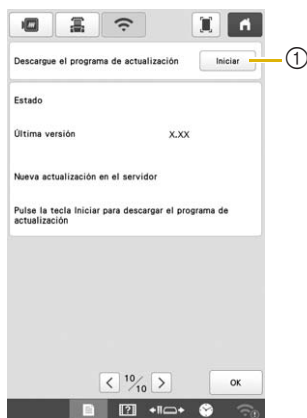 Descargue el programa de actualización
Iniciar
①
Estado
Última versión X.XX
Nueva actualización en el servidor
Pulse la tecla Iniciar para descargar el programa de
actualización
10/10
OK